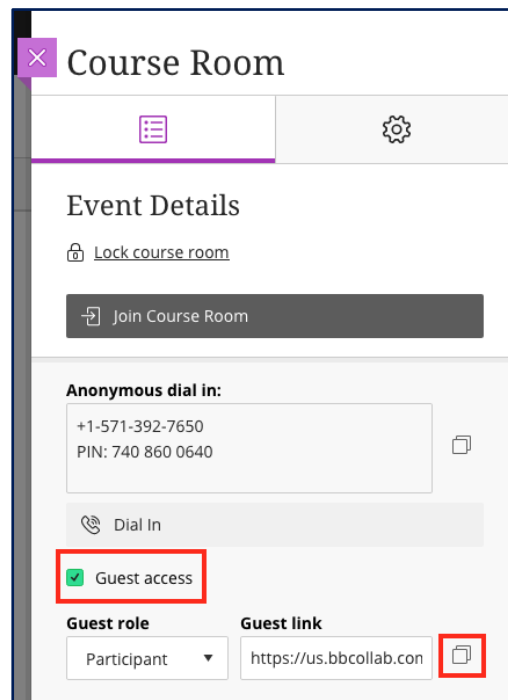 Course Room
Event Details
Lock course room
Join Course Room
Anonymous dial in:
+1-571-392-7650
PIN: 740 860 0640
Dial In
Guest access
Guest role Guest link
Participant https://us.bbcollab.con